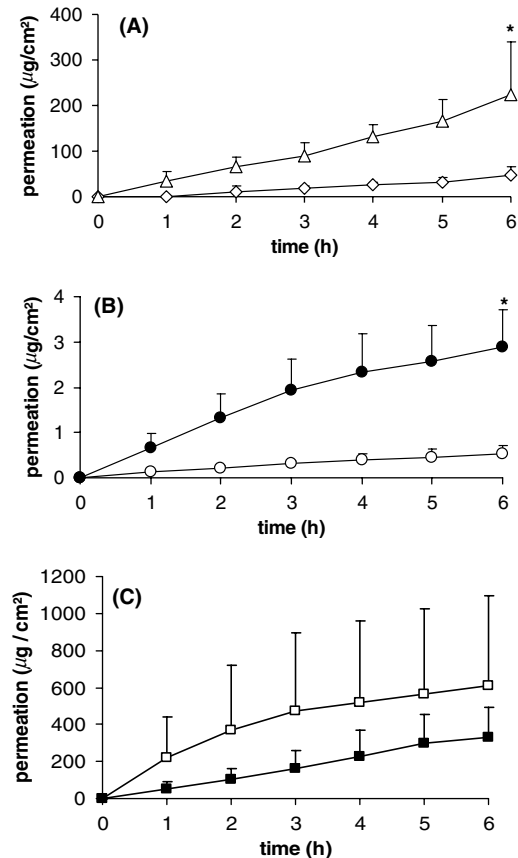 (A)
*
permeation (µg/cm²)
400
300
200
100
0
0 1 2 3 4 5 6
time (h)
(B)
*
permeation (µg/cm²)
4
3
2
1
0
0 1 2 3 4 5 6
time (h)
(C)
permeation (µg / cm²)
1200
1000
800
600
400
200
0
0 1 2 3 4 5 6
time (h)